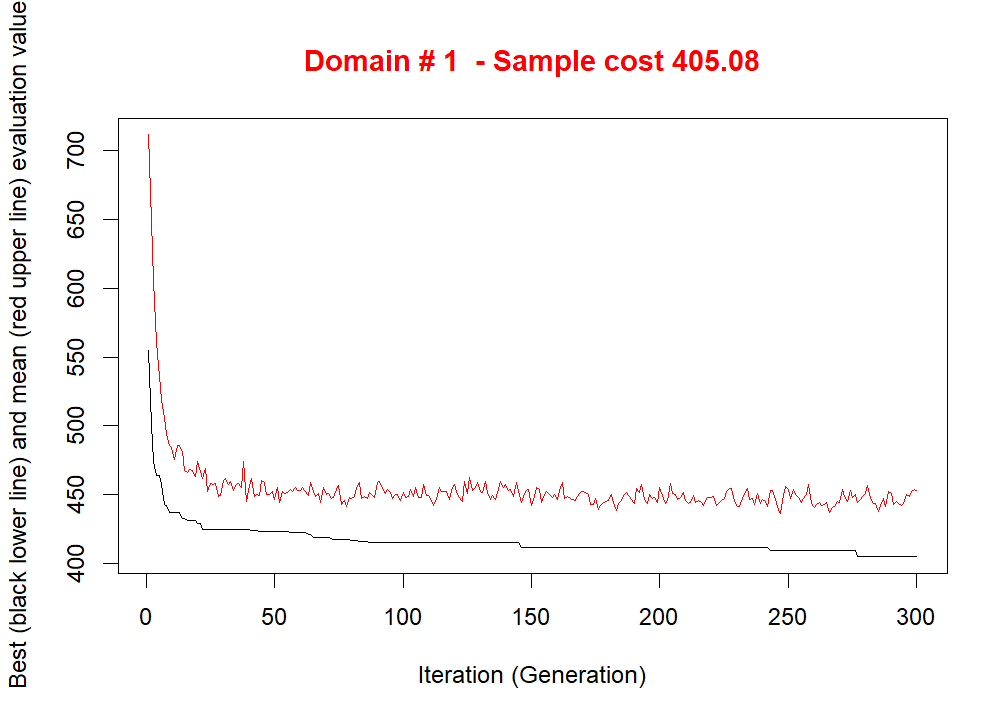 Domain # 1 - Sample cost 405.08
Best (black lower line) and mean (red upper line) evaluation value
700
650
600
550
500
450
400
0 50 100 150 200 250 300
Iteration (Generation)